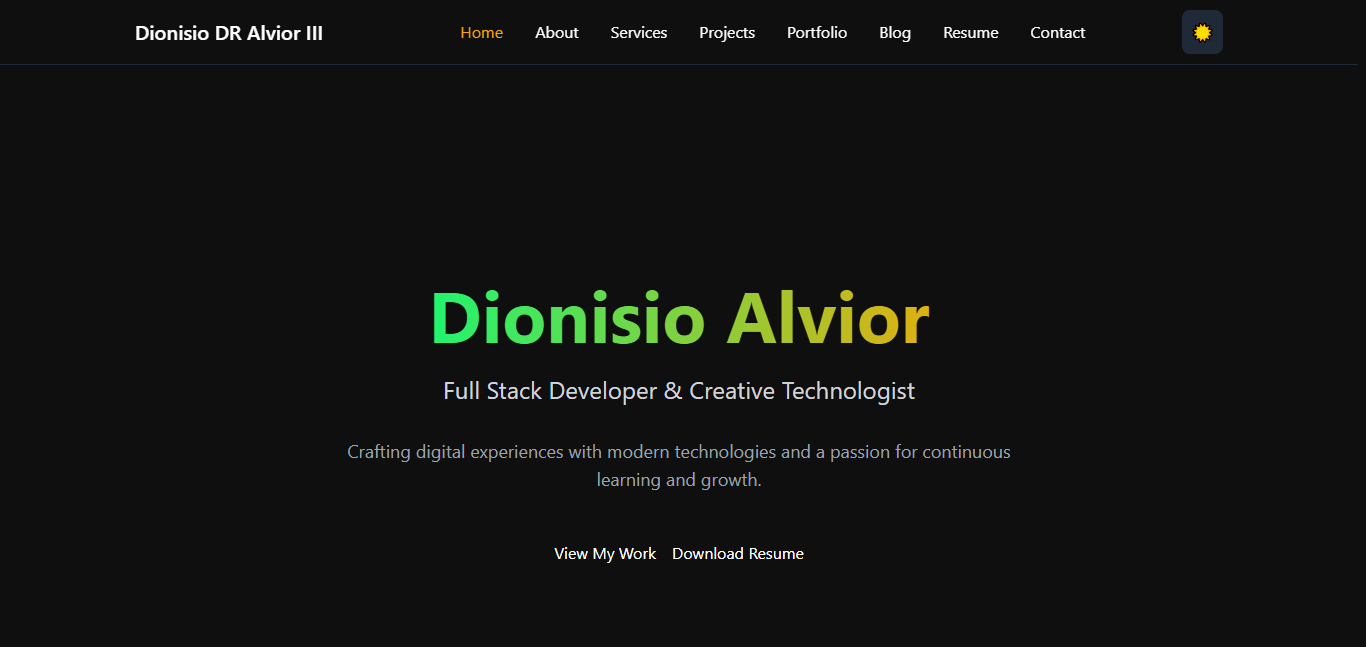 Dionisio DR Alvior III Home About Services Projects Portfolio Blog Resume Contact
Dionisio Alvior
Full Stack Developer & Creative Technologist
Crafting digital experiences with modern technologies and a passion for continuous
learning and growth.
View My Work Download Resume